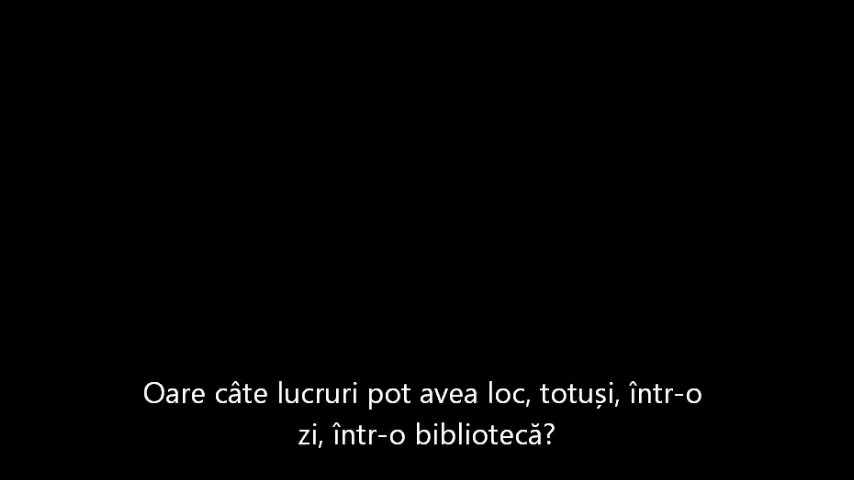 Oare câte lucruri pot avea loc, totuși, într-o
zi, într-o bibliotecă?